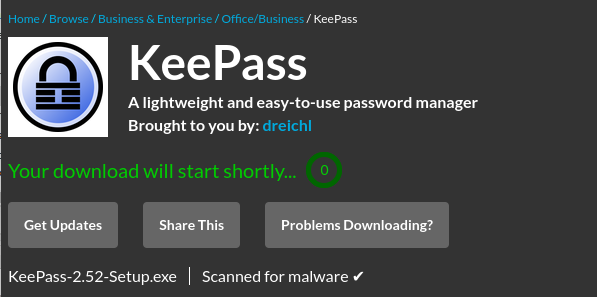 Home / Browse / Business & Enterprise / Office/Business / KeePass
KeePass
A lightweight and easy-to-use password manager
Brought to you by: dreichl
Your download will start shortly... 0
Get Updates Share This Problems Downloading?
KeePass-2.52-Setup.exe | Scanned for malware ✔